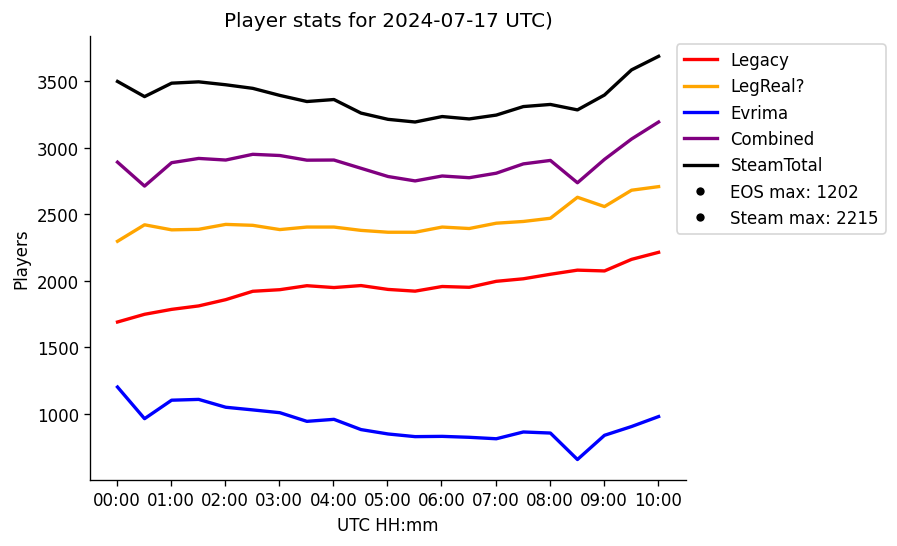 Player stats for 2024-07-17 UTC)
Legacy
LegReal?
Evrima
Combined
SteamTotal
EOS max: 1202
Steam max: 2215
Players
3500
3000
2500
2000
1500
1000
00:00 01:00 02:00 03:00 04:00 05:00 06:00 07:00 08:00 09:00 10:00
UTC HH:mm